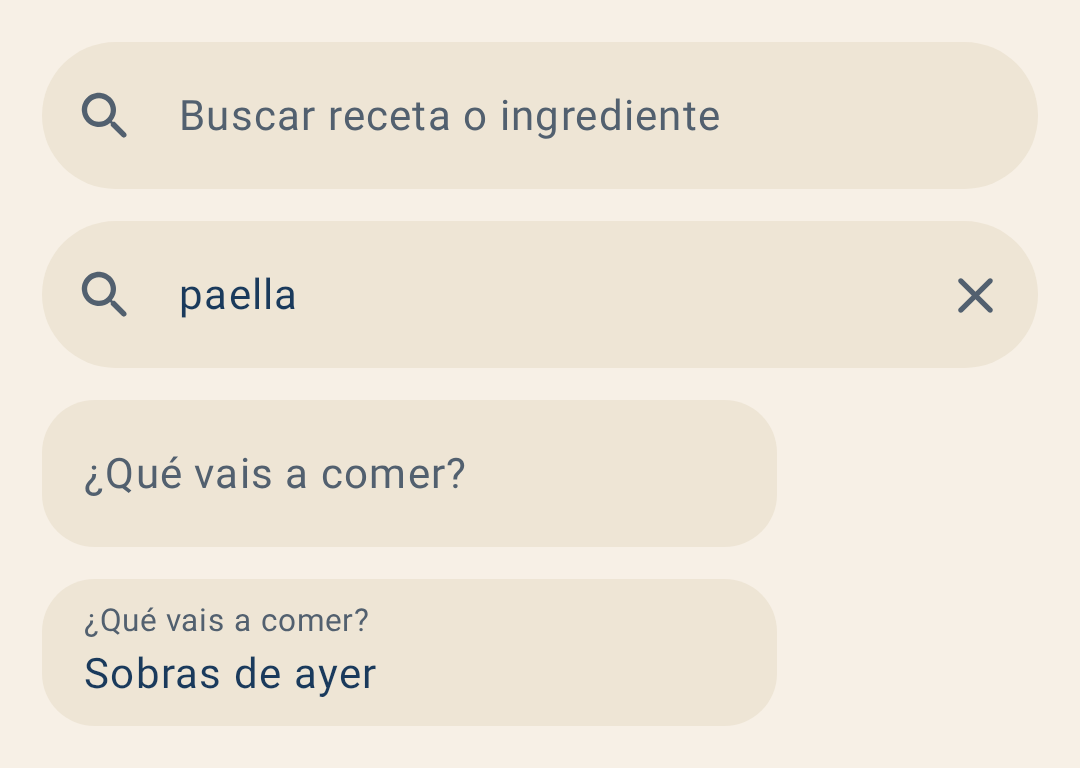 Buscar receta o ingrediente
paella
¿Qué vais a comer?
¿Qué vais a comer?
Sobras de ayer